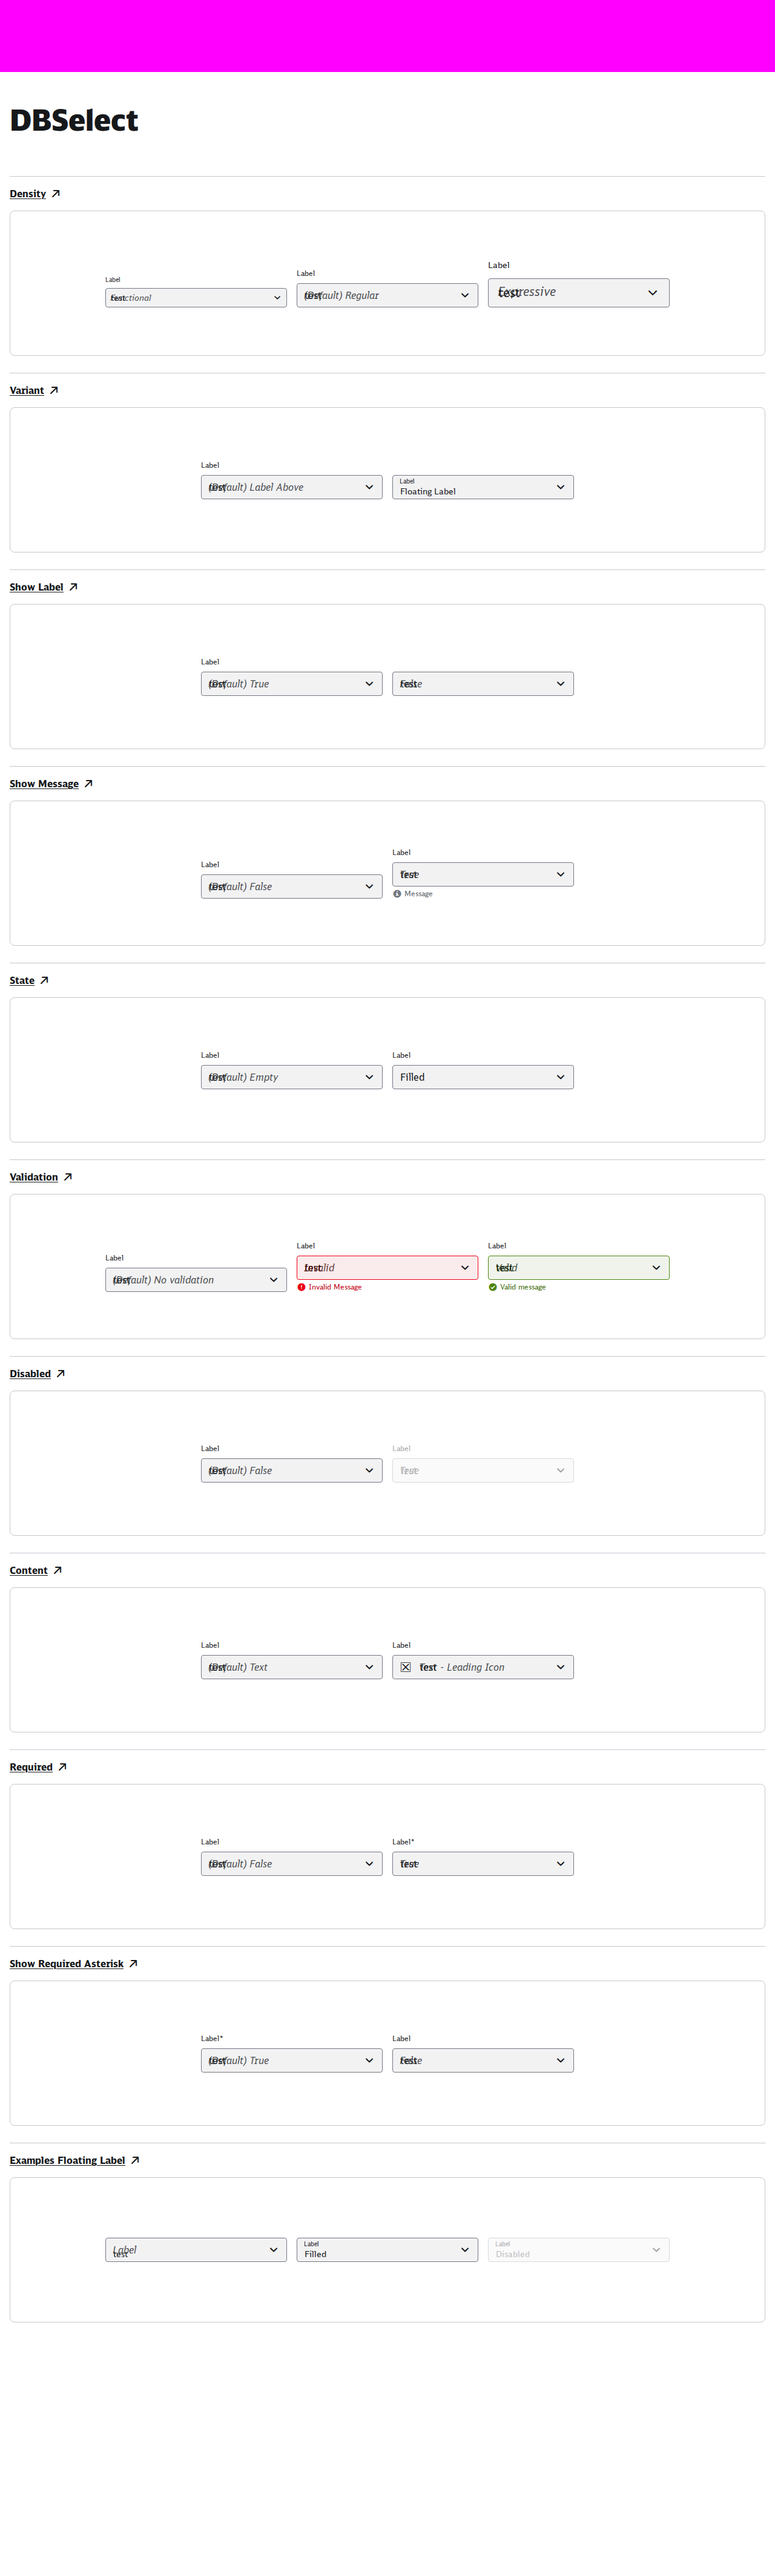 DBSelect
Density
Label
Label
Label
test Functional
test (Default) Regular
test Expressive
Variant
Label
test (Default) Label Above
Label
Floating Label
Show Label
Label
test (Default) True
test False
Show Message
Label
Label
test (Default) False
test True
Message
State
Label
Label
test (Default) Empty
Filled
Validation
Label
Label
Label
test (Default) No validation
test Invalid
test Valid
Invalid Message
Valid message
Disabled
Label
Label
test (Default) False
test True
Content
Label
Label
test (Default) Text
test Text - Leading Icon
Required
Label
Label*
test (Default) False
test True
Show Required Asterisk
Label*
Label
test (Default) True
test False
Examples Floating Label
Label
test
Label
Filled
Label
Disabled